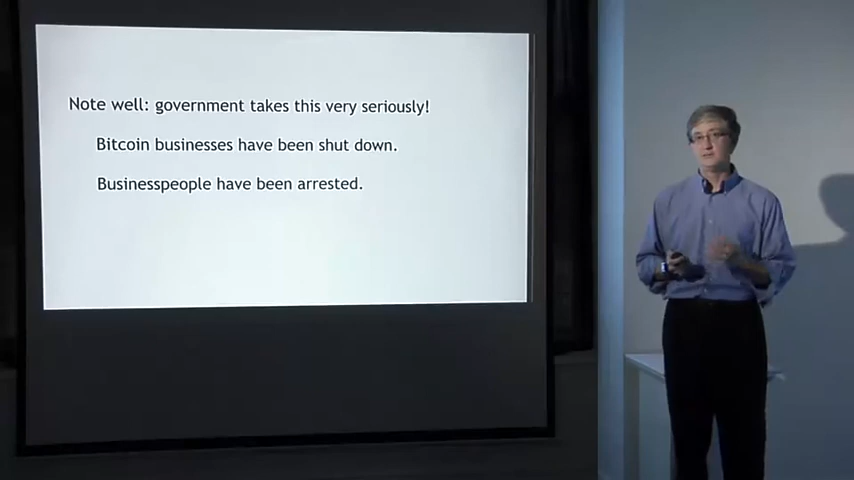 Note well: government takes this very seriously!
Bitcoin businesses have been shut down.
Businesspeople have been arrested.